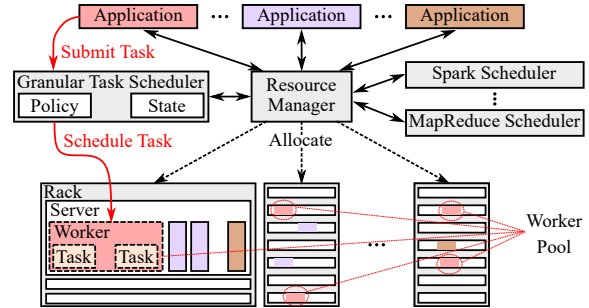 Application ... Application ... Application
Submit Task
Granular Task Scheduler
Policy State
Resource
Manager
Spark Scheduler
...
MapReduce Scheduler
Schedule Task
Allocate
Rack
Server
Worker
Task Task
...
Worker
Pool